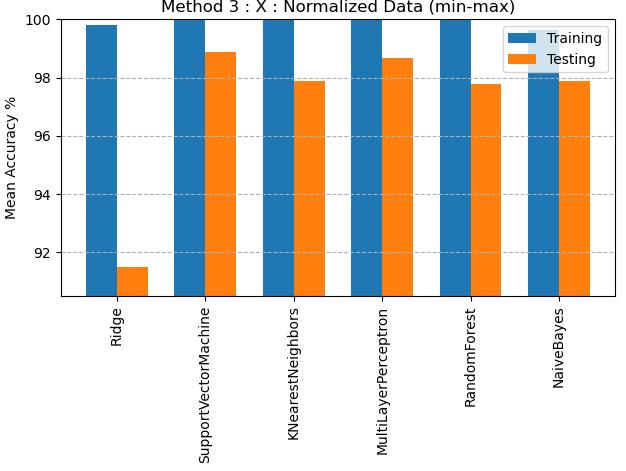 Method 3 : X : Normalized Data (min-max)
Mean Accuracy %
100
98
96
94
92
Training
Testing
Ridge
SupportVectorMachine
KNearestNeighbors
MultiLayerPerceptron
RandomForest
NaiveBayes